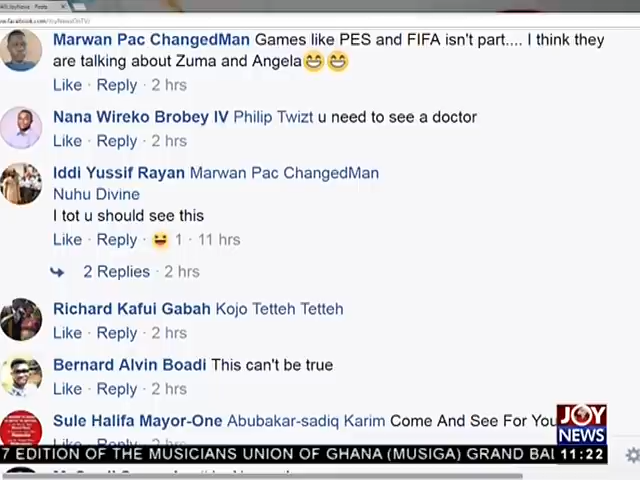 Marwan Pac ChangedMan Games like PES and FIFA isn't part.... I think they
are talking about Zuma and Angela😁😁
Like · Reply · 2 hrs
Nana Wireko Brobey IV Philip Twizt u need to see a doctor
Like · Reply · 2 hrs
Iddi Yussif Rayan Marwan Pac ChangedMan
Nuhu Divine
I tot u should see this
Like · Reply · 😆 1 · 11 hrs
2 Replies · 2 hrs
Richard Kafui Gabah Kojo Tetteh Tetteh
Like · Reply · 2 hrs
Bernard Alvin Boadi This can't be true
Like · Reply · 2 hrs
Sule Halifa Mayor-One Abubakar-sadiq Karim Come And See For You
Like · Reply · 2 hrs
JOY
NEWS
7 EDITION OF THE MUSICIANS UNION OF GHANA (MUSIGA) GRAND BAL
11:22